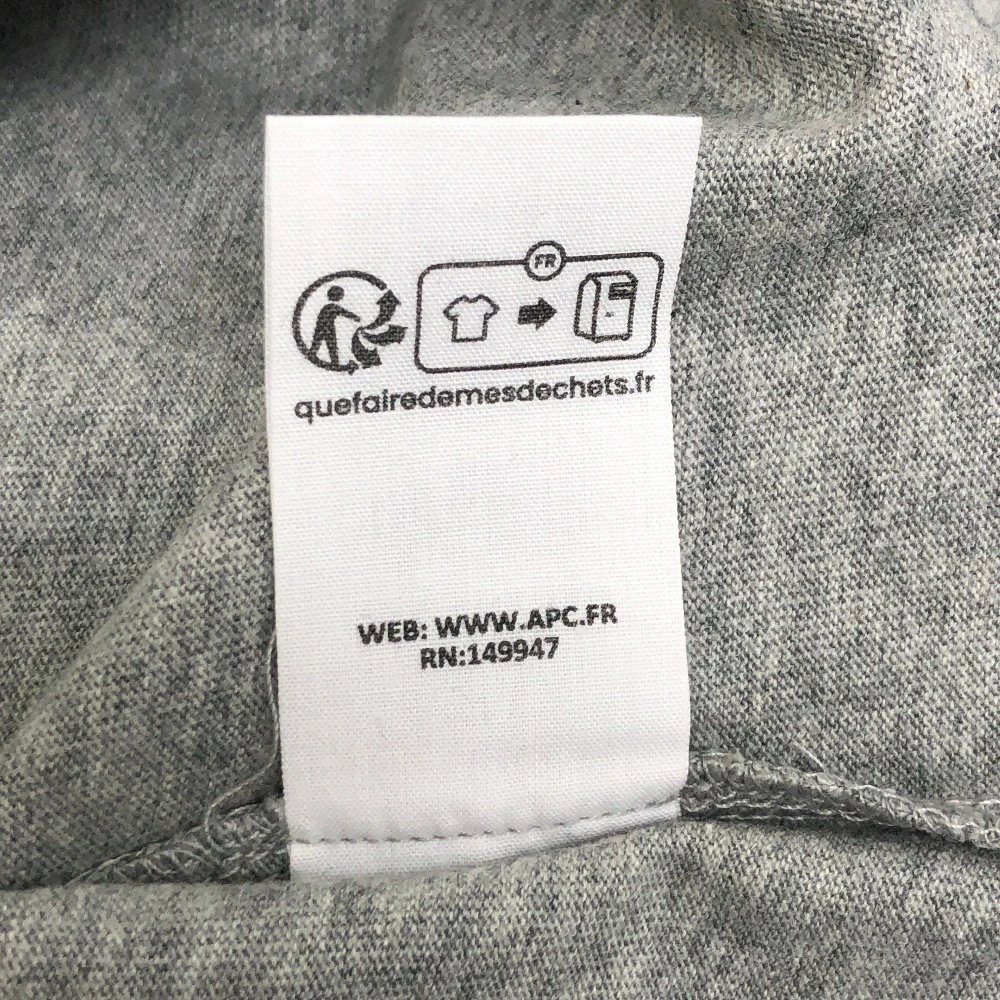 FR
quefairedemesdechets.fr
WEB: WWW.APC.FR
RN:149947